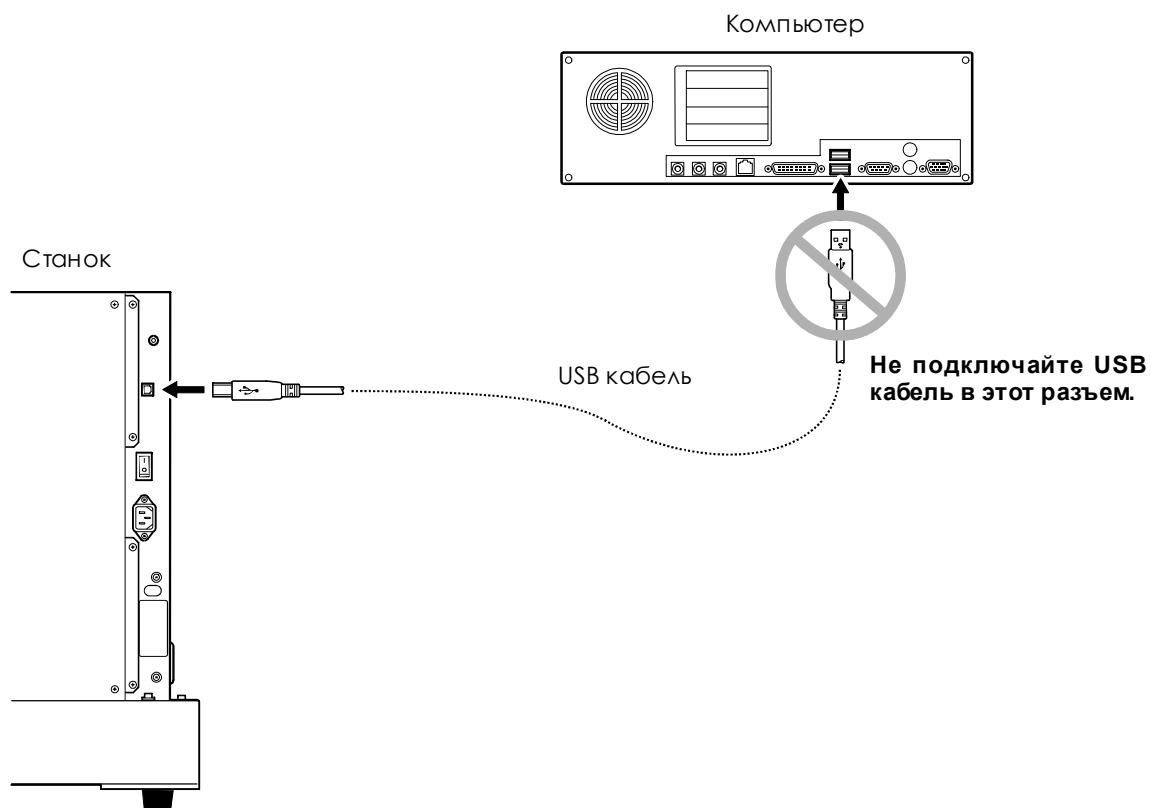 Компьютер
Станок
USB кабель
Не подключайте USB
кабель в этот разъем.